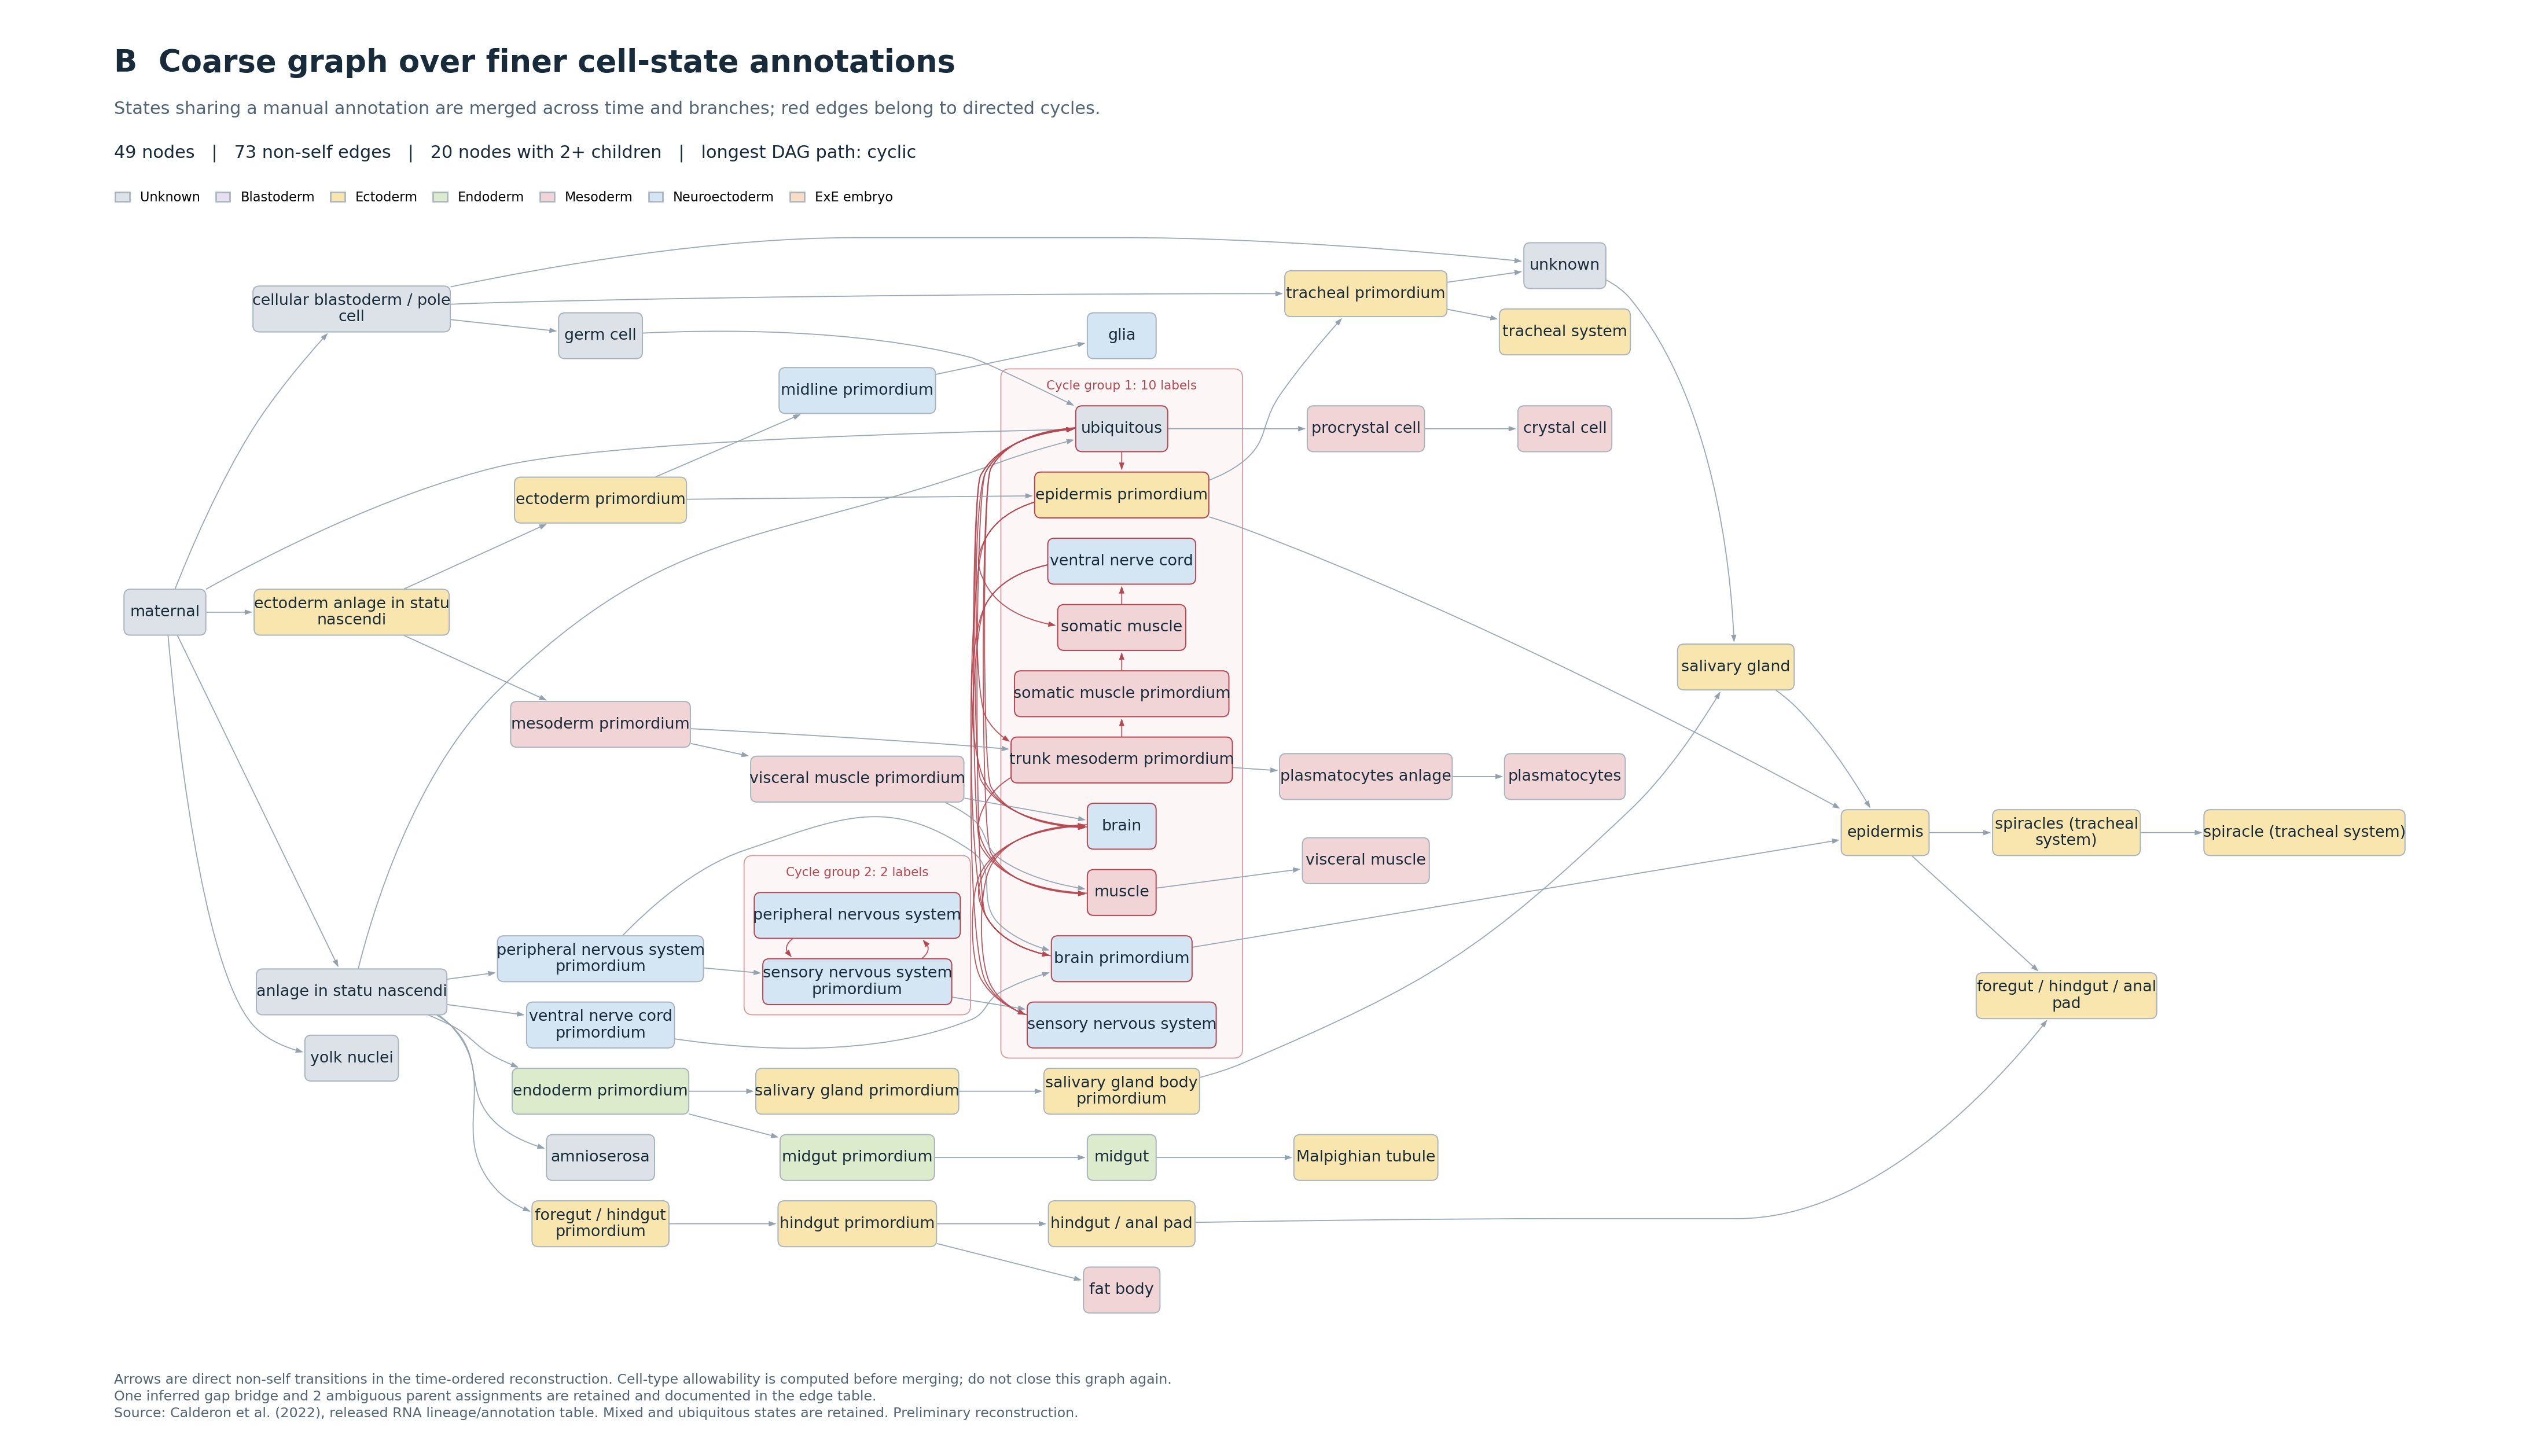 B Coarse graph over finer cell-state annotations
States sharing a manual annotation are merged across time and branches; red edges belong to directed cycles.
49 nodes | 73 non-self edges | 20 nodes with 2+ children | longest DAG path: cyclic
Unknown Blastoderm Ectoderm Endoderm Mesoderm Neuroectoderm ExE embryo
unknown
tracheal primordium
cellular blastoderm / pole
cell
germ cell
glia
tracheal system
midline primordium
Cycle group 1: 10 labels
ubiquitous
procrystal cell
crystal cell
ectoderm primordium
epidermis primordium
ventral nerve cord
maternal
ectoderm anlage in statu
nascendi
somatic muscle
salivary gland
somatic muscle primordium
mesoderm primordium
trunk mesoderm primordium
visceral muscle primordium
plasmatocytes anlage
plasmatocytes
brain
epidermis
spiracles (tracheal
system)
spiracle (tracheal system)
visceral muscle
Cycle group 2: 2 labels
muscle
peripheral nervous system
peripheral nervous system
primordium
brain primordium
sensory nervous system
primordium
anlage in statu nascendi
foregut / hindgut / anal
pad
ventral nerve cord
primordium
sensory nervous system
yolk nuclei
endoderm primordium
salivary gland primordium
salivary gland body
primordium
amnioserosa
midgut primordium
midgut
Malpighian tubule
foregut / hindgut
primordium
hindgut primordium
hindgut / anal pad
fat body
Arrows are direct non-self transitions in the time-ordered reconstruction. Cell-type allowability is computed before merging; do not close this graph again.
One inferred gap bridge and 2 ambiguous parent assignments are retained and documented in the edge table.
Source: Calderon et al. (2022), released RNA lineage/annotation table. Mixed and ubiquitous states are retained. Preliminary reconstruction.